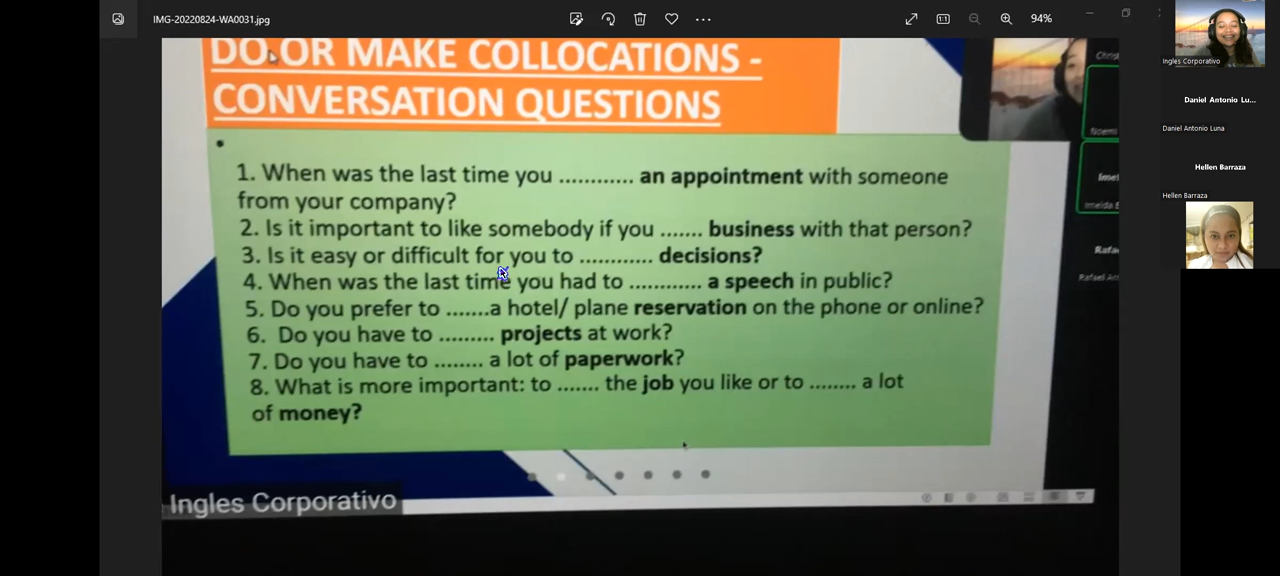 IMG-20220824-WA0031.jpg
94%
DO OR MAKE COLLOCATIONS -
CONVERSATION QUESTIONS
1. When was the last time you ............ an appointment with someone
from your company?
2. Is it important to like somebody if you ....... business with that person?
3. Is it easy or difficult for you to ............ decisions?
4. When was the last time you had to ............ a speech in public?
5. Do you prefer to .......a hotel/ plane reservation on the phone or online?
6. Do you have to ......... projects at work?
7. Do you have to ........ a lot of paperwork?
8. What is more important: to ....... the job you like or to ........ a lot
of money?
Ingles Corporativo
Noemi
Imelda
Rafael
Ingles Corporativo
Daniel Antonio Lu...
Daniel Antonio Luna
Hellen Barraza
Hellen Barraza